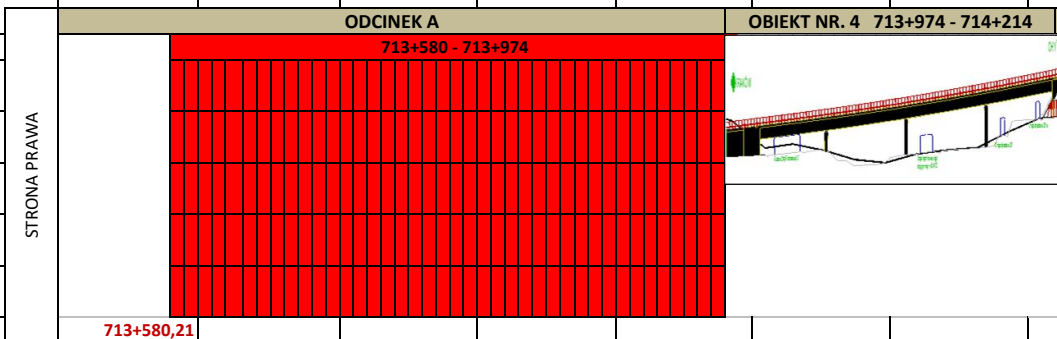 ODCINEK A
OBIEKT NR. 4 713+974 - 714+214
713+580 - 713+974
STRONA PRAWA
713+580,21